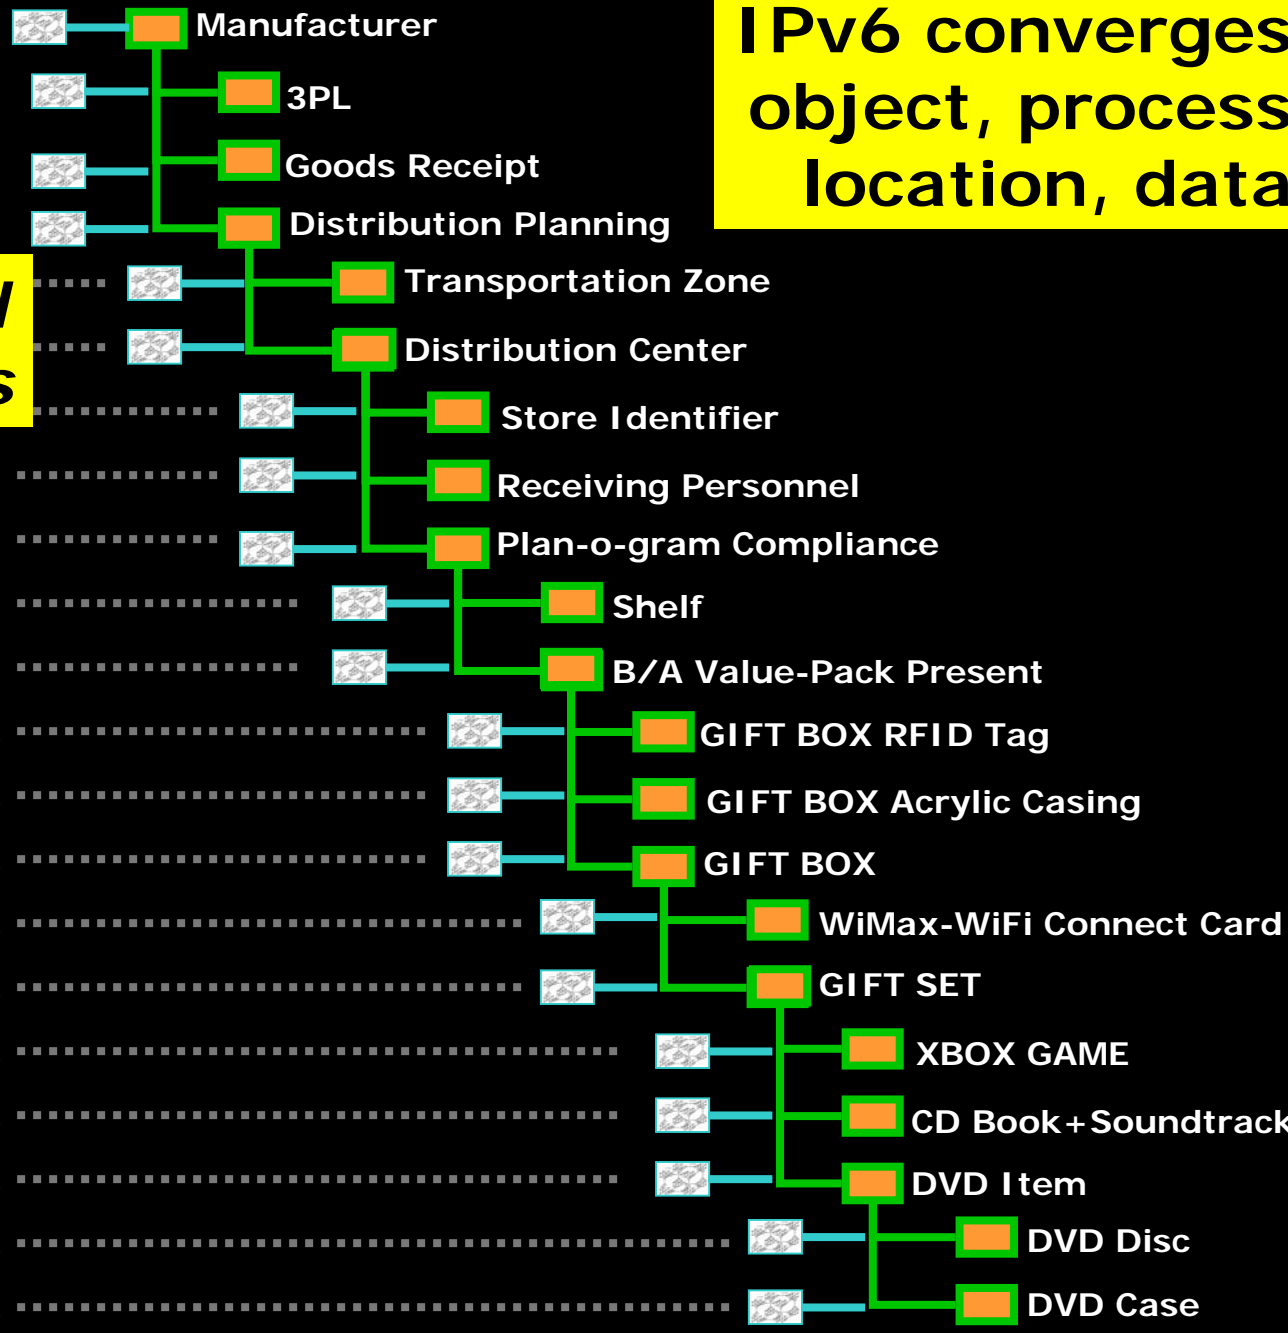 Manufacturer
IPv6 converges
object, process
location, data
3PL
Goods Receipt
Distribution Planning
Transportation Zone
Distribution Center
s
Store Identifier
Receiving Personnel
Plan-o-gram Compliance
Shelf
B/A Value-Pack Present
GIFT BOX RFID Tag
GIFT BOX Acrylic Casing
GIFT BOX
WiMax-WiFi Connect Card
GIFT SET
XBOX GAME
CD Book+Soundtrack
DVD Item
DVD Disc
DVD Case